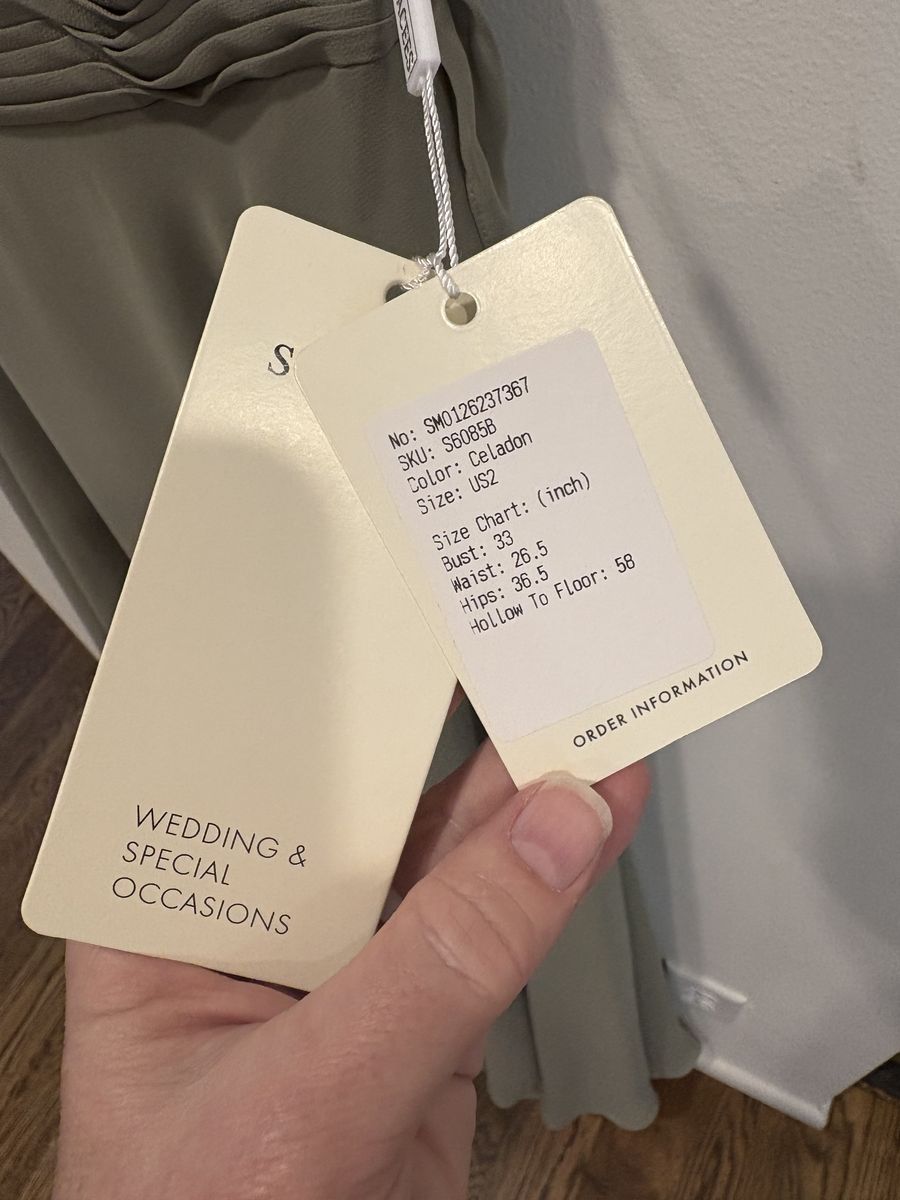 S
WEDDING &
SPECIAL
OCCASIONS
No: SM0126237367
SKU: S6085B
Color: Celadon
Size: US2
Size Chart: (inch)
Bust: 33
Waist: 26.5
Hips: 36.5
Hollow To Floor: 58
ORDER INFORMATION